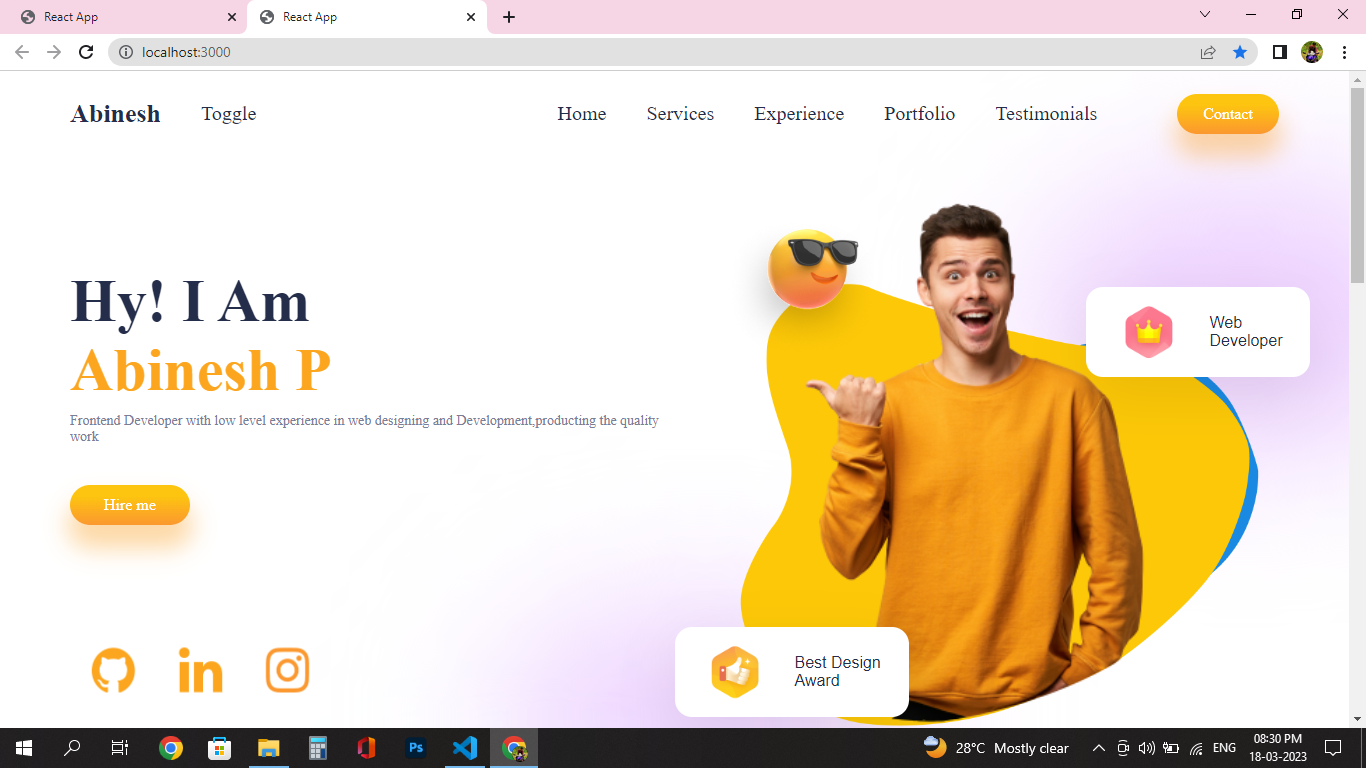 React App
React App
localhost:3000
Abinesh
Toggle
Home
Services
Experience
Portfolio
Testimonials
Contact
Hy! I Am
Abinesh P
Frontend Developer with low level experience in web designing and Development,producting the quality
work
Hire me
Web
Developer
Best Design
Award
Ps
28°C Mostly clear
ENG
08:30 PM
18-03-2023